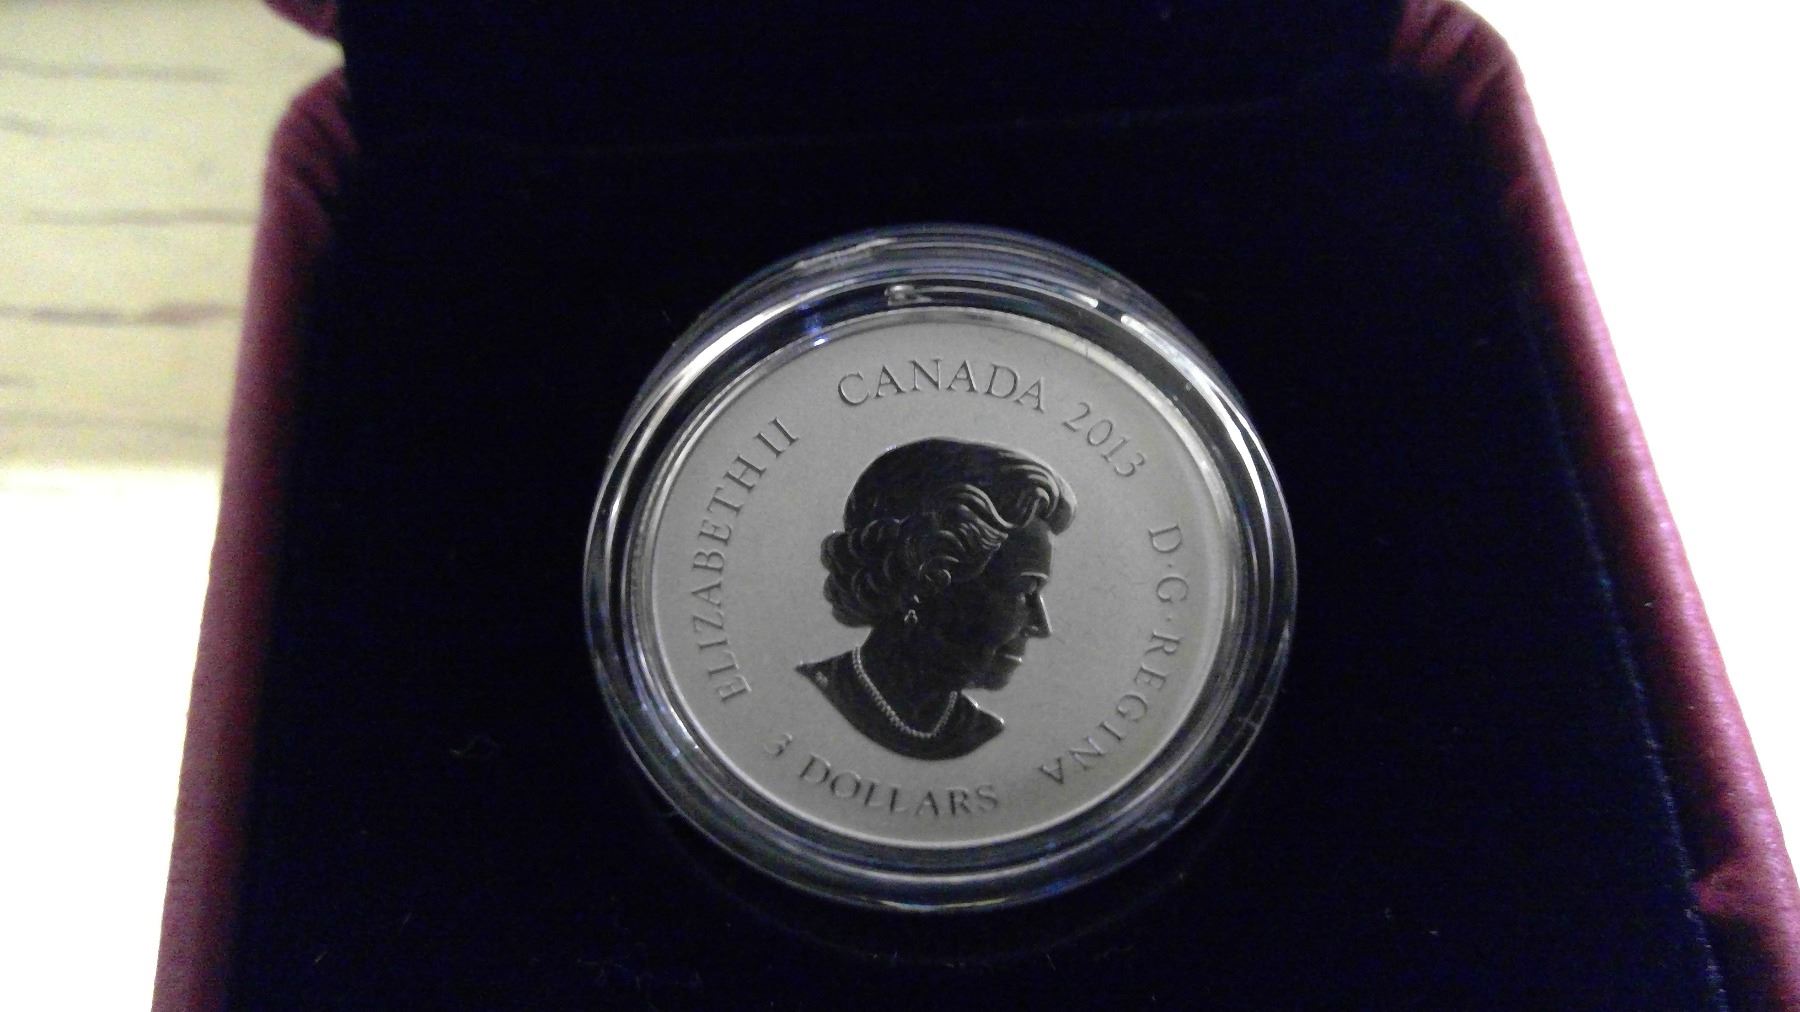 ELIZABETH II
CANADA 2013
D·G·REGINA
3 DOLLARS